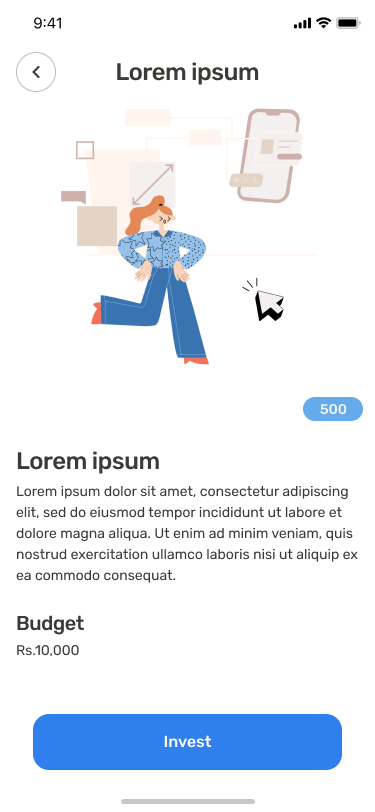 9:41
Lorem ipsum
500
Lorem ipsum
Lorem ipsum dolor sit amet, consectetur adipiscing
elit, sed do eiusmod tempor incididunt ut labore et
dolore magna aliqua. Ut enim ad minim veniam, quis
nostrud exercitation ullamco laboris nisi ut aliquip ex
ea commodo consequat.
Budget
Rs.10,000
Invest